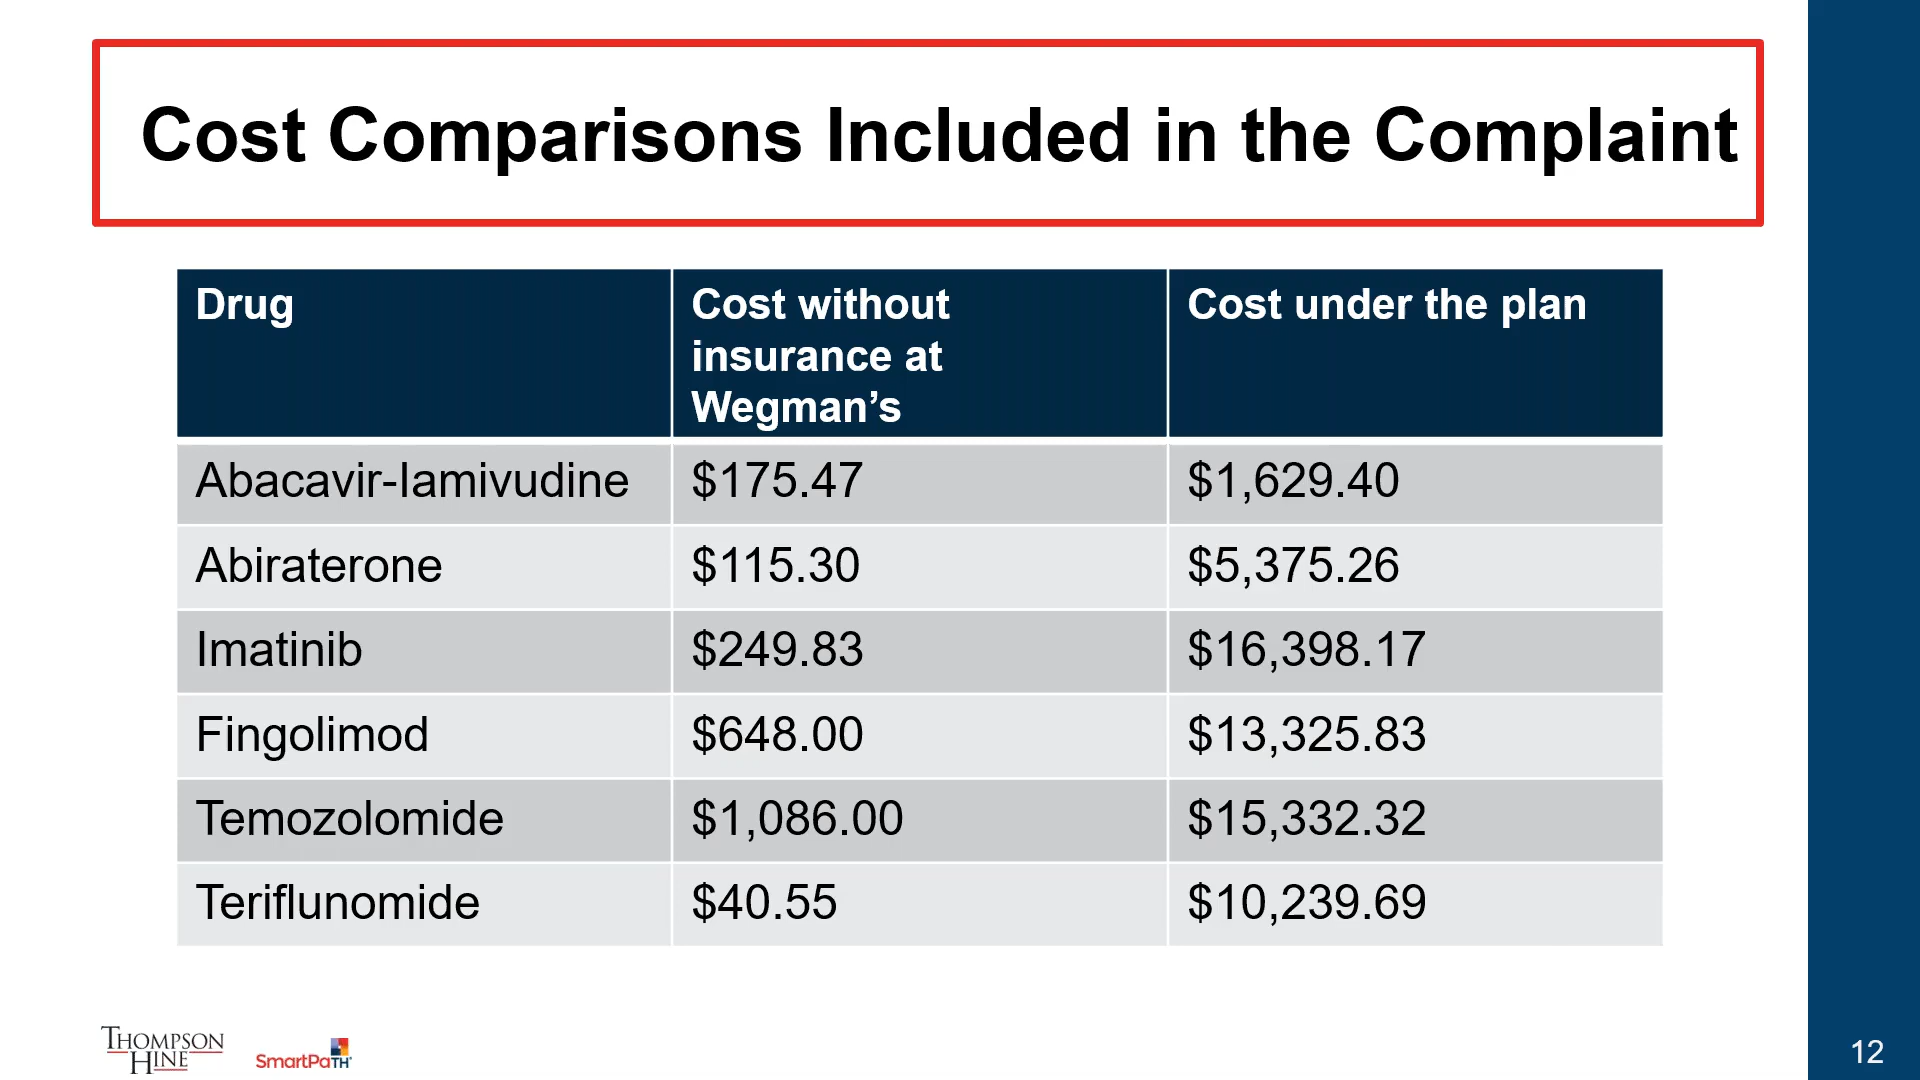 Cost Comparisons Included in the Complaint
Drug
Cost without
insurance at
Wegman’s
Cost under the plan
Abacavir-lamivudine $175.47 $1,629.40
Abiraterone $115.30 $5,375.26
Imatinib $249.83 $16,398.17
Fingolimod $648.00 $13,325.83
Temozolomide $1,086.00 $15,332.32
Teriflunomide $40.55 $10,239.69
THOMPSON
HINE
SmartPaTH
12